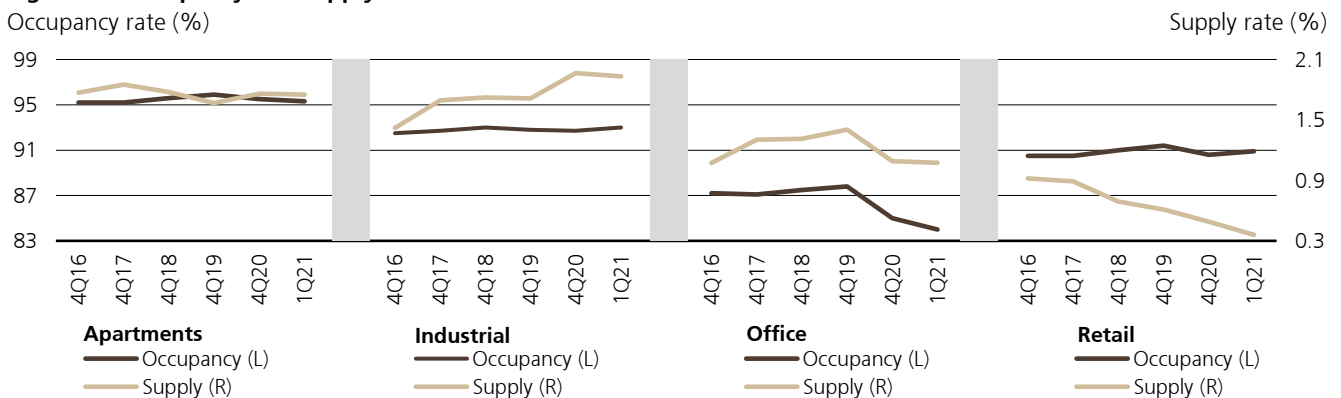 Occupancy rate (%) Supply rate (%)
99 2.1
95
1.5
91
0.9
87
83 0.3
4Q16 4Q17 4Q18 4Q19 4Q20 1Q21 4Q16 4Q17 4Q18 4Q19 4Q20 1Q21 4Q16 4Q17 4Q18 4Q19 4Q20 1Q21 4Q16 4Q17 4Q18 4Q19 4Q20 1Q21
Apartments Industrial Office Retail
Occupancy (L) Occupancy (L) Occupancy (L) Occupancy (L)
Supply (R) Supply (R) Supply (R) Supply (R)